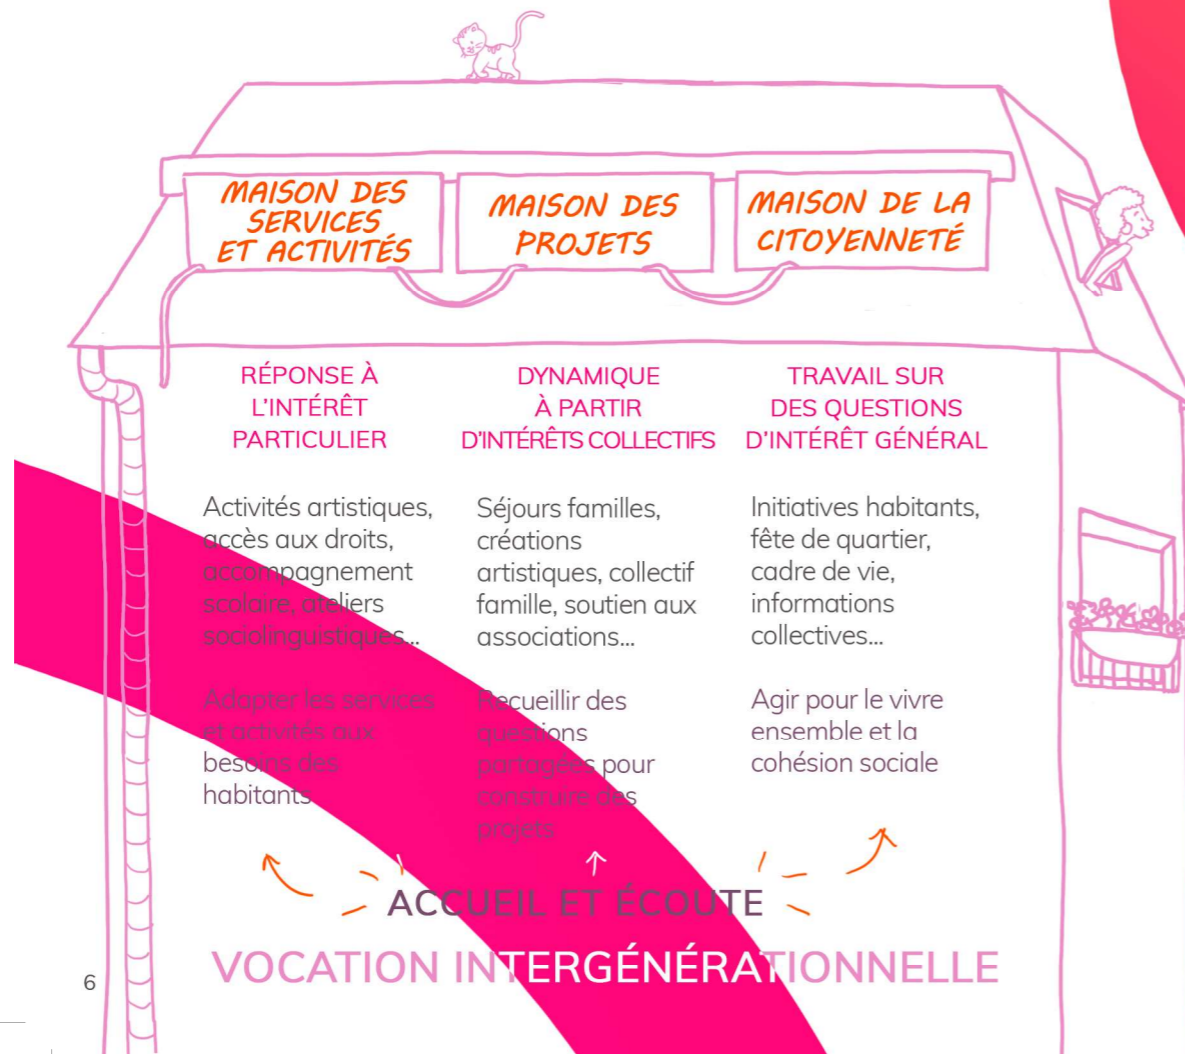 MAISON DES
SERVICES
ET ACTIVITÉS
MAISON DES
PROJETS
MAISON DE LA
CITOYENNETÉ
RÉPONSE À
L'INTÉRÊT
PARTICULIER
DYNAMIQUE
À PARTIR
D'INTÉRÊTS COLLECTIFS
TRAVAIL SUR
DES QUESTIONS
D'INTÉRÊT GÉNÉRAL
Activités artistiques,
accès aux droits,
accompagnement
scolaire, ateliers
sociolinguistiques...
Séjours familles,
créations
artistiques, collectif
famille, soutien aux
associations...
Initiatives habitants,
fête de quartier,
cadre de vie,
informations
collectives...
Adapter les services
et activités aux
besoins des
habitants
Recueillir des
questions
partagées pour
construire des
projets
Agir pour le vivre
ensemble et la
cohésion sociale
ACCUEIL ET ÉCOUTE
VOCATION INTERGÉNÉRATIONNELLE
6